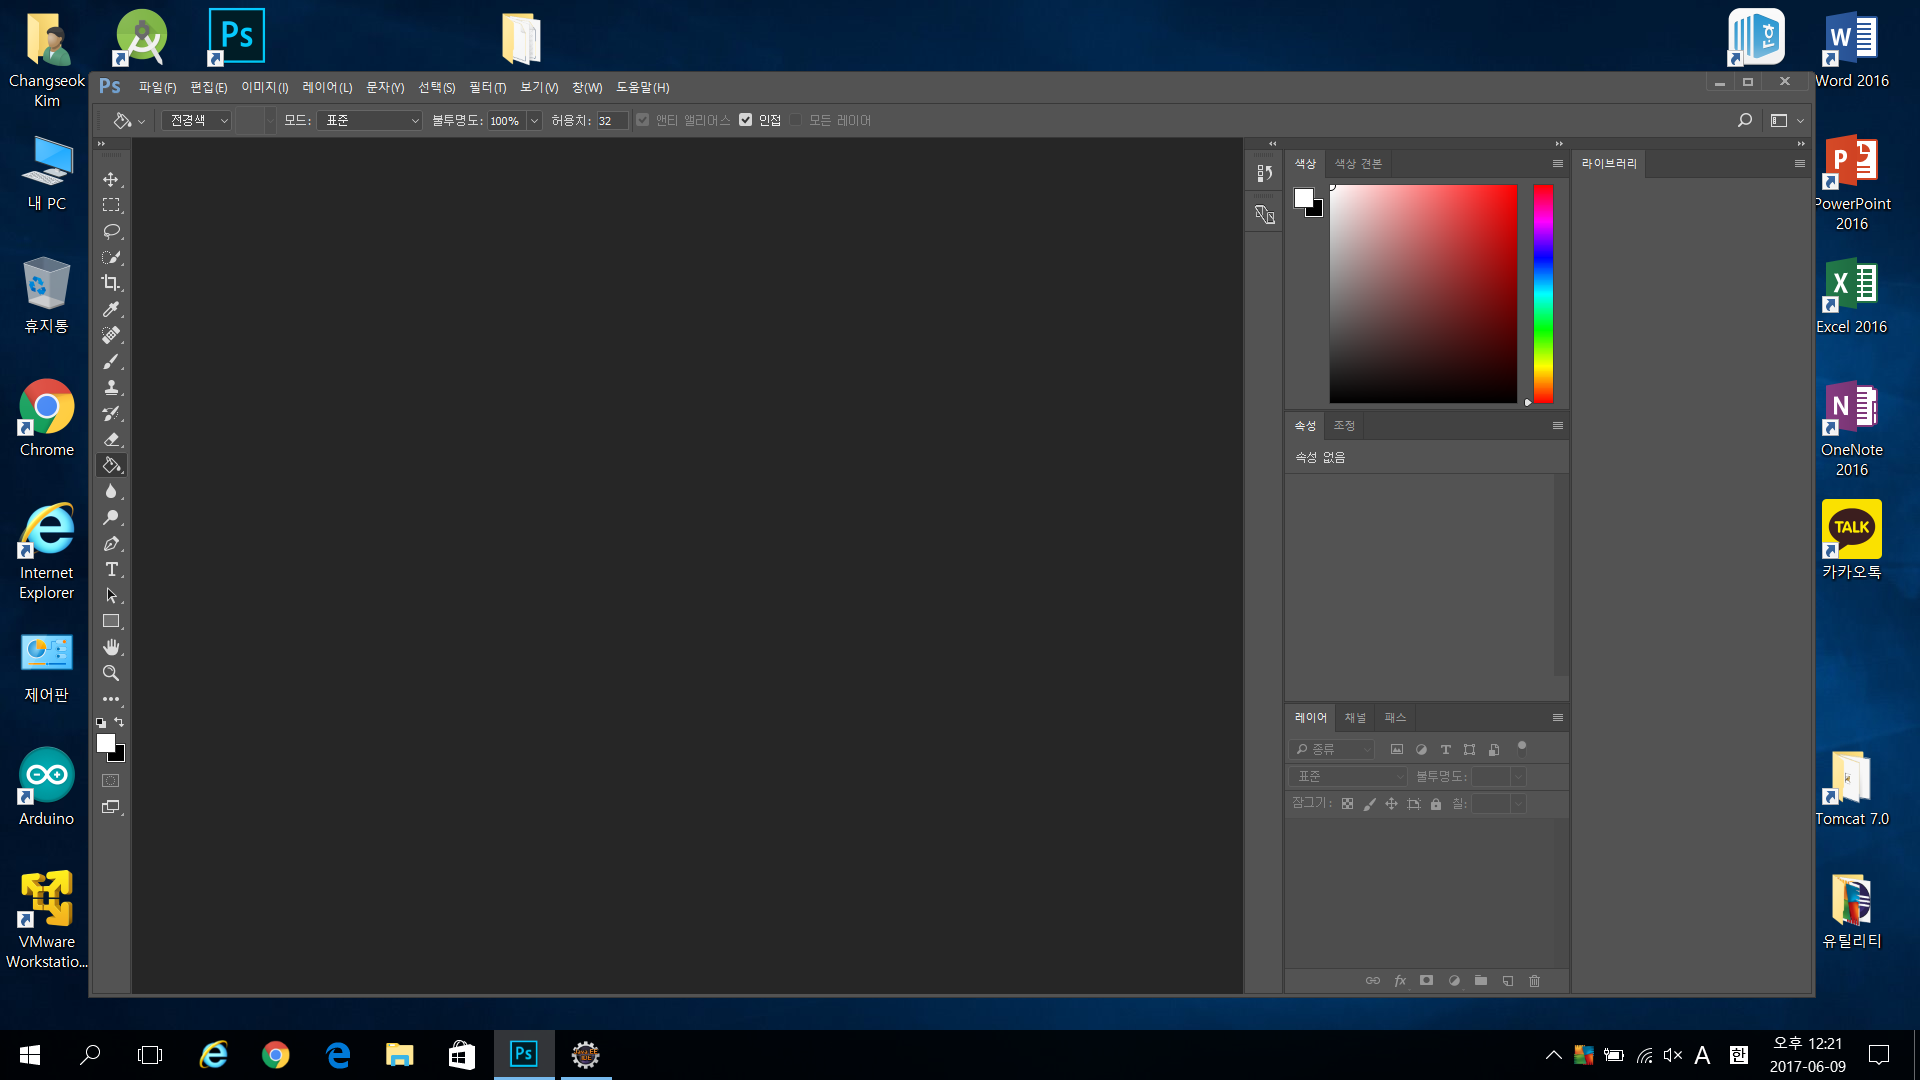 Ps
Changseok
Kim
Word 2016
Ps 파일(F) 편집(E) 이미지(I) 레이어(L) 문자(Y) 선택(S) 필터(T) 보기(V) 창(W) 도움말(H)
전경색 모드: 표준 불투명도: 100% 허용치: 32 앤티 앨리어스 인접 모든 레이어
색상 색상 견본 라이브러리
내 PC
PowerPoint
2016
휴지통
Excel 2016
속성 조정
속성 없음
Chrome
OneNote
2016
TALK
카카오톡
Internet
Explorer
제어판
레이어 채널 패스
종류
표준 불투명도:
잠그기: 칠:
Arduino
Tomcat 7.0
VMware
Workstatio...
유틸리티
fx
Ps
A 한
오후 12:21
2017-06-09